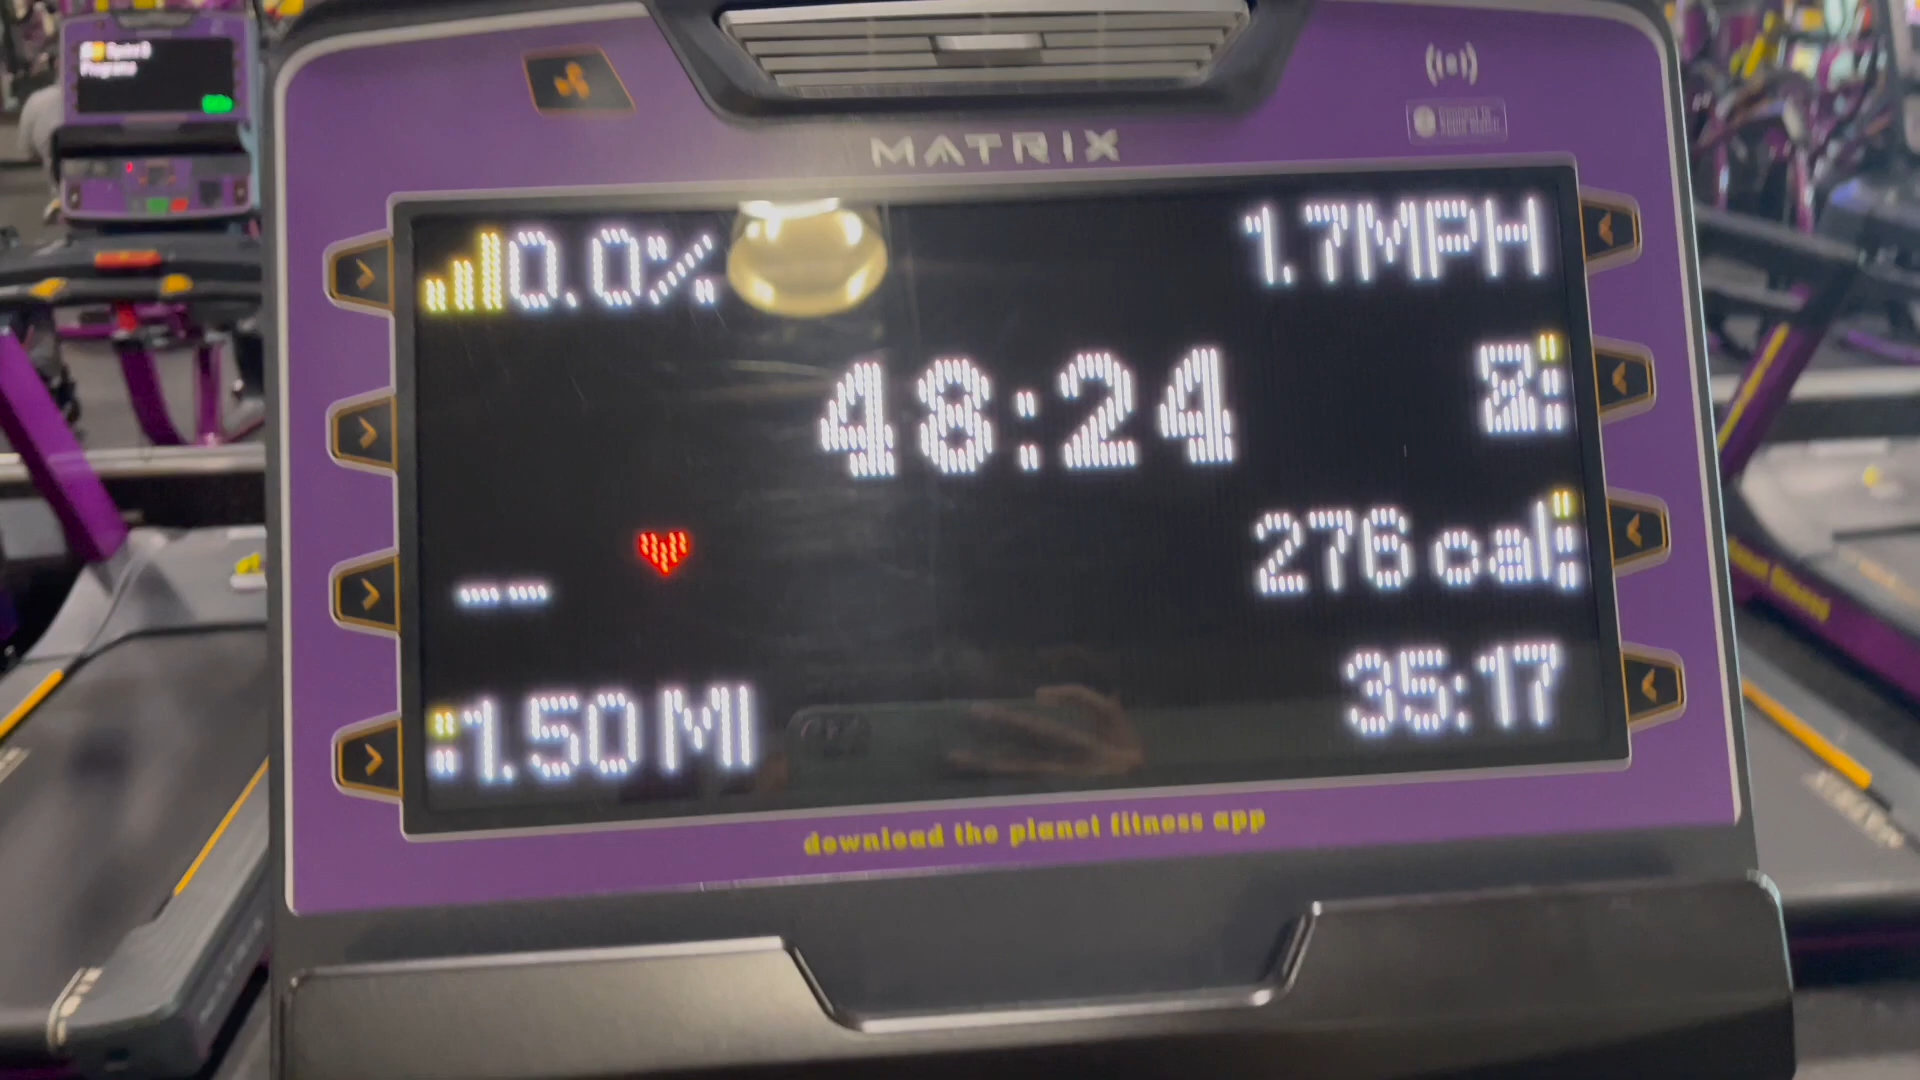 MATRIX
0.0%
1.7MPH
48:24
276 cal
--
1.50 MI
35:17
download the planet fitness app